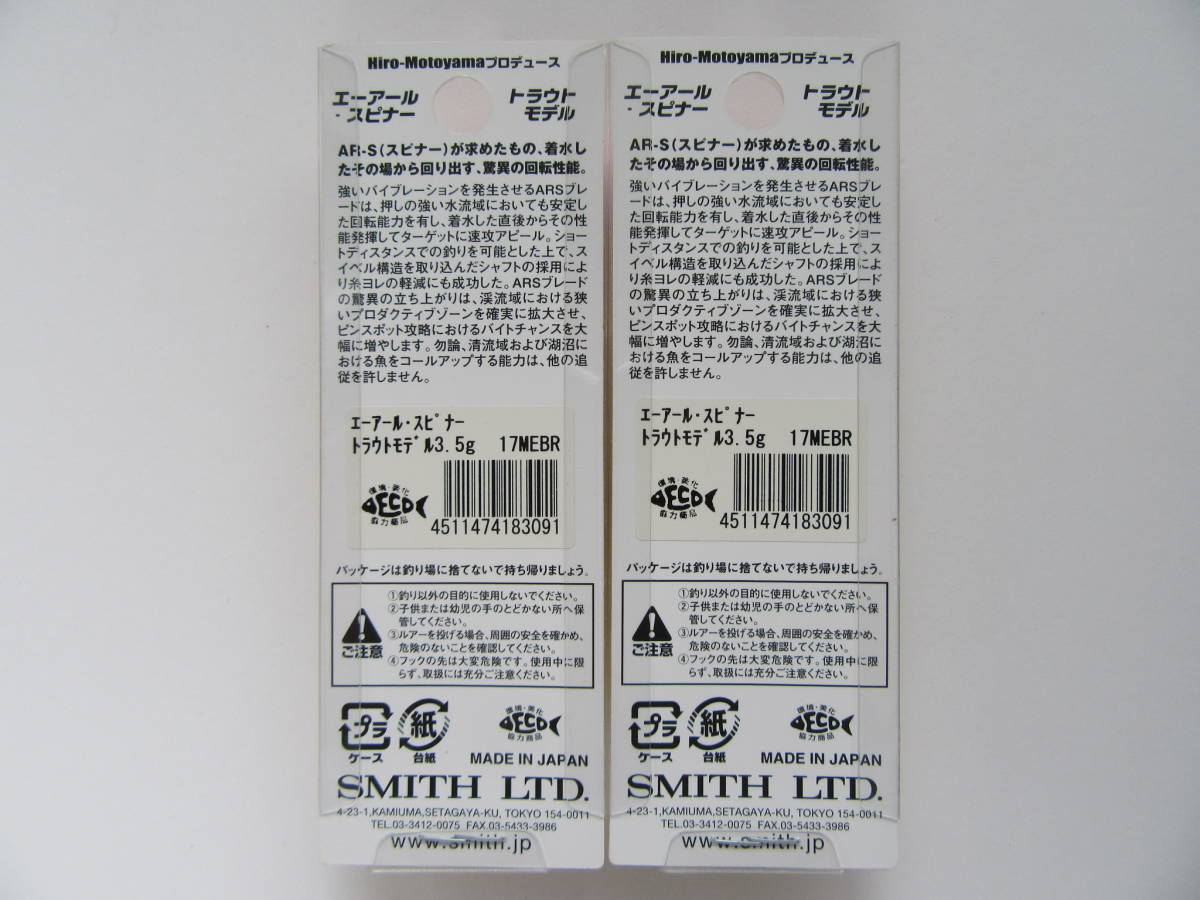 Hiro-Motoyamaプロデュース
エーアール
・スピナー
トラウト
モデル
AR-S(スピナー)が求めたもの、着水し
たその場から回り出す、驚異の回転性能。
強いバイブレーションを発生させるARSブレ
ードは、押しの強い水流域においても安定し
た回転能力を有し、着水した直後からその性
能発揮してターゲットに速攻アピール。ショー
トディスタンスでの釣りを可能とした上で、ス
イベル構造を取り込んだシャフトの採用によ
り糸ヨレの軽減にも成功した。ARSブレード
の驚異の立ち上がりは、渓流域における狭
いプロダクティブゾーンを確実に拡大させ、
ピンスポット攻略におけるバイトチャンスを大
幅に増やします。勿論、清流域および湖沼に
おける魚をコールアップする能力は、他の追
従を許しません。
エーアール・スピナー
トラウトモデル3.5g 17MEBR
環境・美化
ECO
協力商品
4511474183091
パッケージは釣り場に捨てないで持ち帰りましょう。
ご注意
①釣り以外の目的に使用しないでください。
②子供または幼児の手のとどかない所へ保
管してください。
③ルアーを投げる場合、周囲の安全を確かめ、
危険のないことを確認してください。
④フックの先は大変危険です。使用中に限
らず、取扱には充分ご注意ください。
プラ
ケース
紙
台紙
環境・美化
ECO
協力商品
MADE IN JAPAN
SMITH LTD.
4-23-1,KAMIUMA,SETAGAYA-KU, TOKYO 154-0011
TEL.03-3412-0075 FAX.03-5433-3986
www.smith.jp
Hiro-Motoyamaプロデュース
エーアール
・スピナー
トラウト
モデル
AR-S(スピナー)が求めたもの、着水し
たその場から回り出す、驚異の回転性能。
強いバイブレーションを発生させるARSブレ
ードは、押しの強い水流域においても安定し
た回転能力を有し、着水した直後からその性
能発揮してターゲットに速攻アピール。ショー
トディスタンスでの釣りを可能とした上で、ス
イベル構造を取り込んだシャフトの採用によ
り糸ヨレの軽減にも成功した。ARSブレード
の驚異の立ち上がりは、渓流域における狭
いプロダクティブゾーンを確実に拡大させ、
ピンスポット攻略におけるバイトチャンスを大
幅に増やします。勿論、清流域および湖沼に
おける魚をコールアップする能力は、他の追
従を許しません。
エーアール・スピナー
トラウトモデル3.5g 17MEBR
環境・美化
ECO
協力商品
4511474183091
パッケージは釣り場に捨てないで持ち帰りましょう。
ご注意
①釣り以外の目的に使用しないでください。
②子供または幼児の手のとどかない所へ保
管してください。
③ルアーを投げる場合、周囲の安全を確かめ、
危険のないことを確認してください。
④フックの先は大変危険です。使用中に限
らず、取扱には充分ご注意ください。
プラ
ケース
紙
台紙
環境・美化
ECO
協力商品
MADE IN JAPAN
SMITH LTD.
4-23-1,KAMIUMA,SETAGAYA-KU, TOKYO 154-0011
TEL.03-3412-0075 FAX.03-5433-3986
www.smith.jp